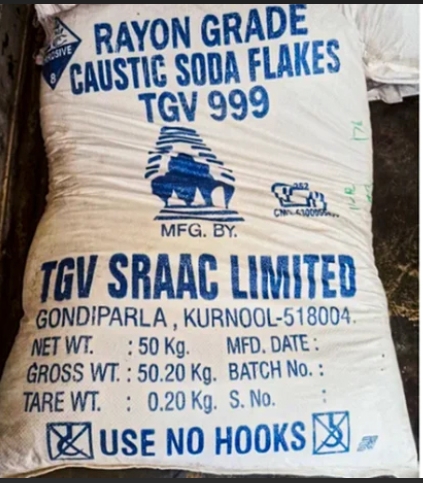 RAYON GRADE
CAUSTIC SODA FLAKES
TGV 999
8
MFG. BY.
TGV SRAAC LIMITED
GONDIPARLA, KURNOOL-518004.
NET WT. : 50 Kg. MFD. DATE :
GROSS WT. : 50.20 Kg. BATCH No. :
TARE WT. : 0.20 Kg. S. No. :
USE NO HOOKS